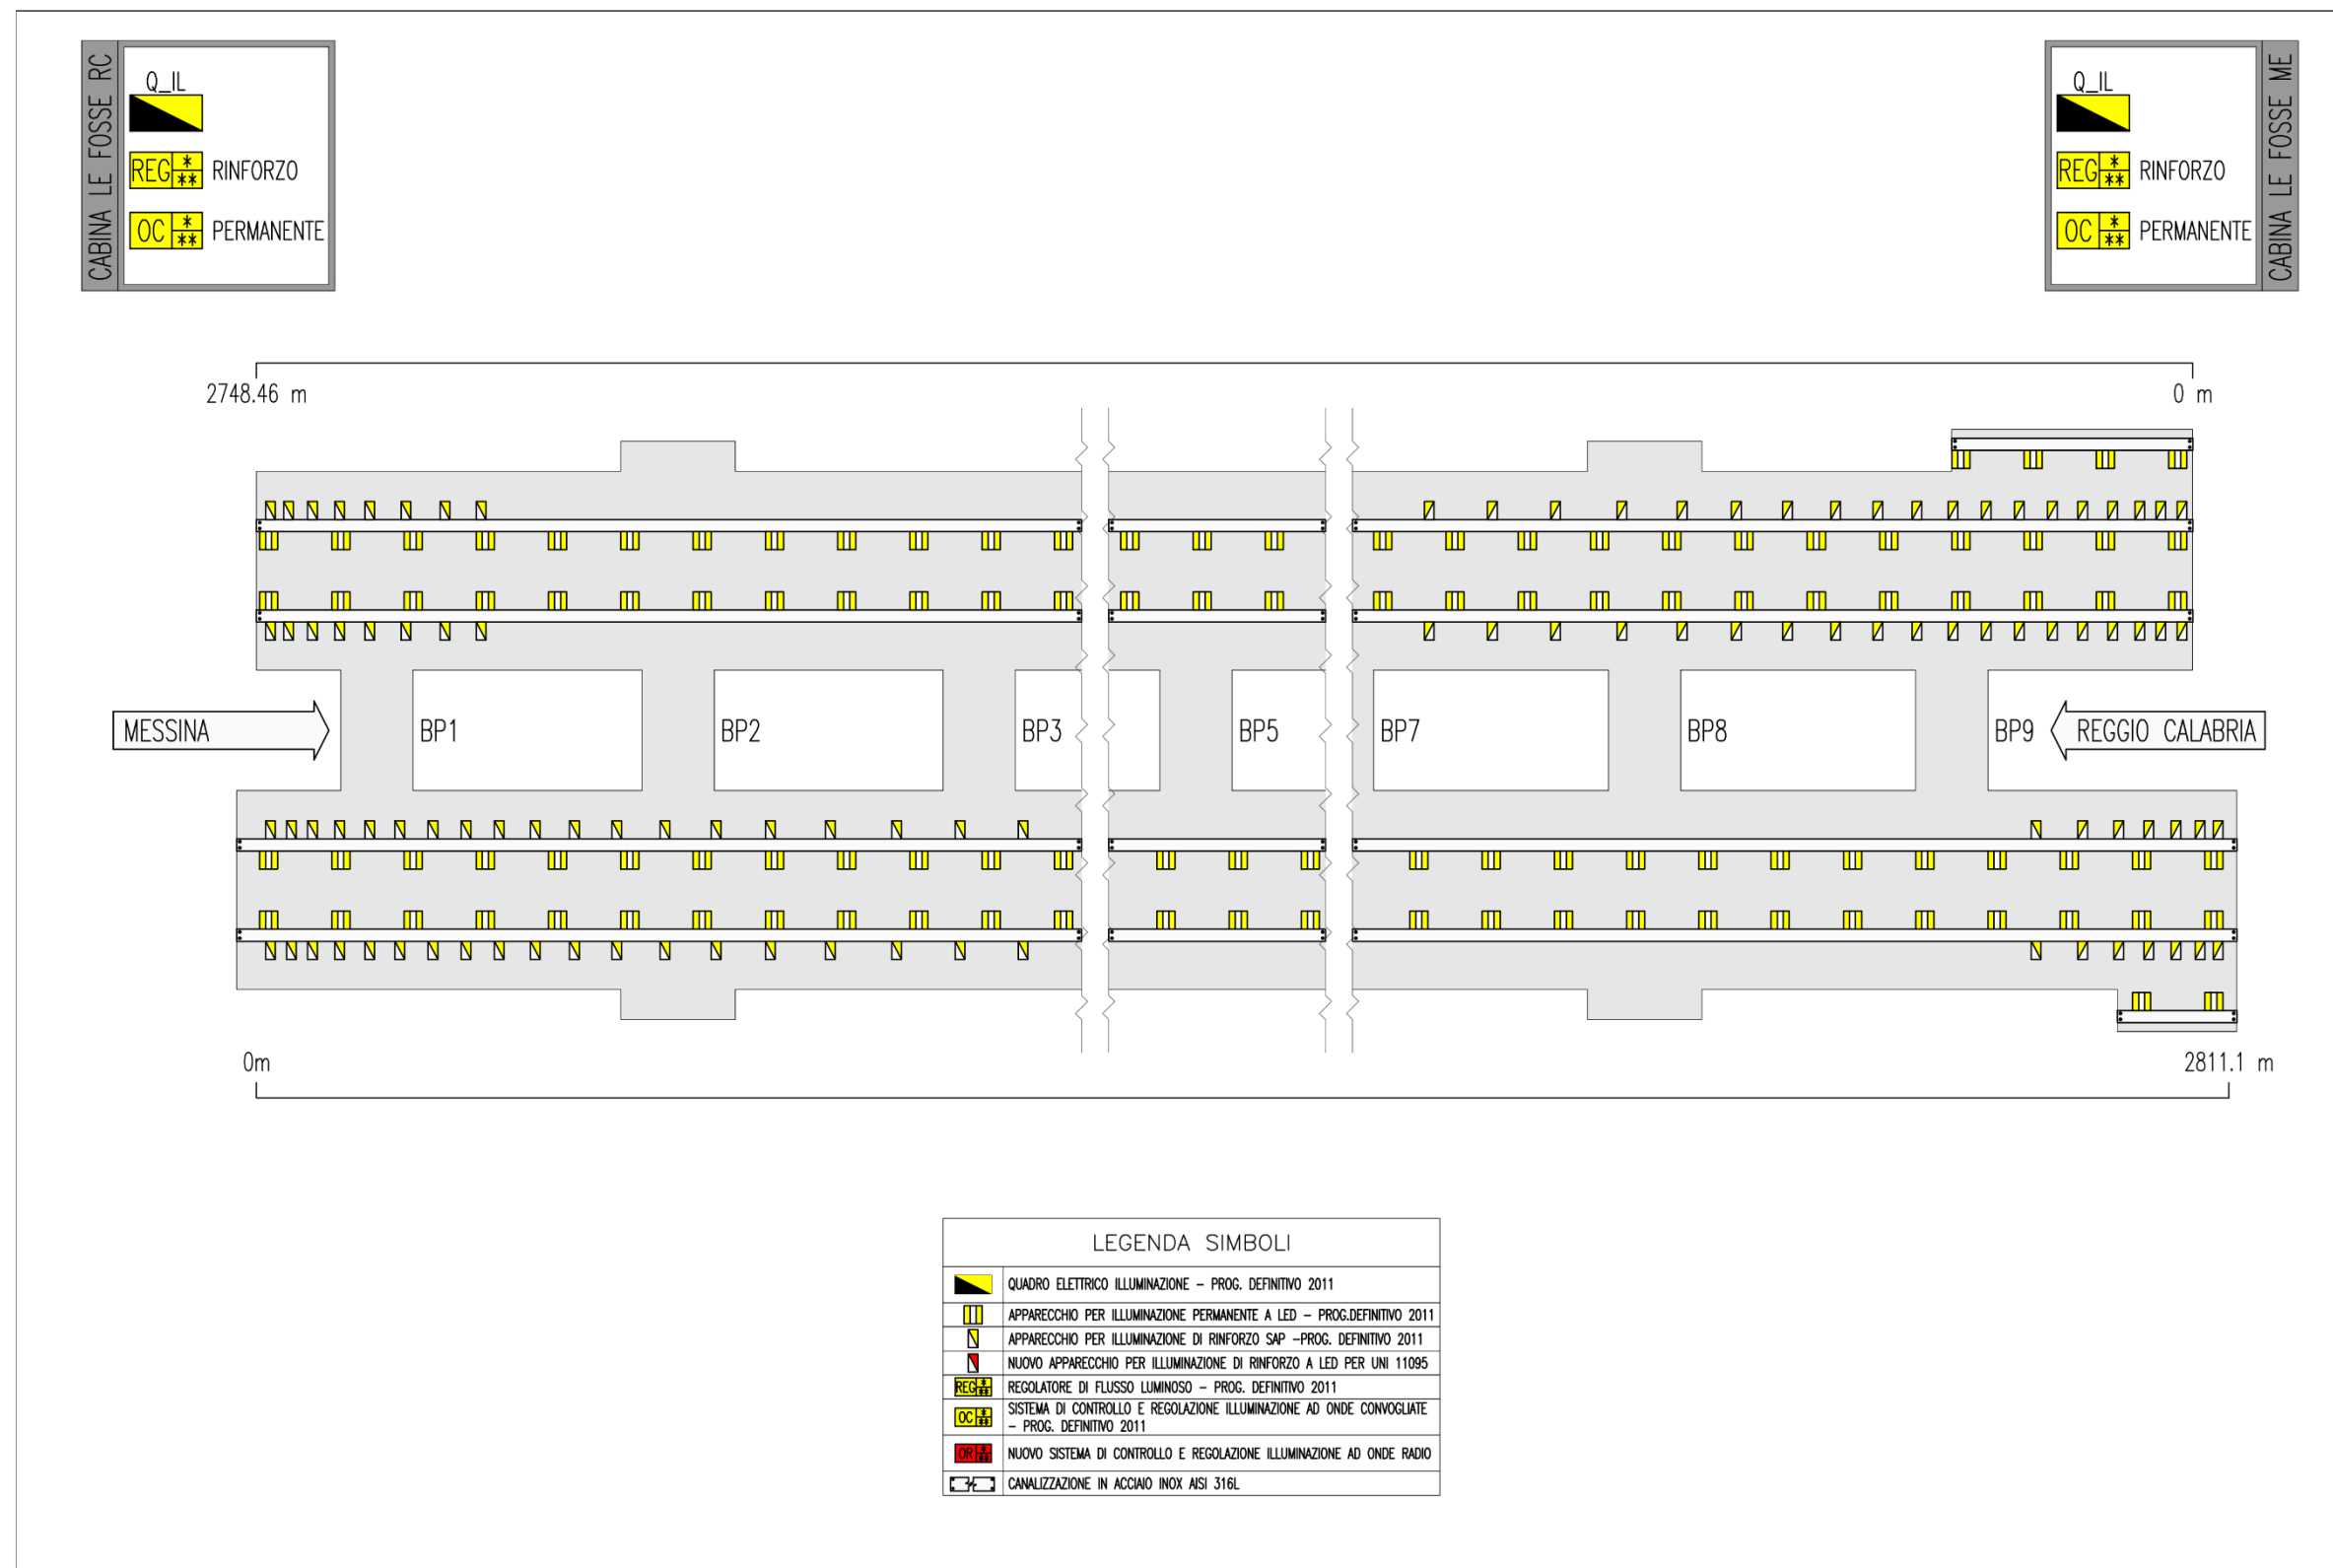 CABINA LE FOSSE RC
Q_IL
REG * ** RINFORZO
OC * ** PERMANENTE
Q_IL
REG * ** RINFORZO
OC * ** PERMANENTE
CABINA LE FOSSE ME
2748.46 m
0 m
MESSINA
BP1
BP2
BP3
BP5
BP7
BP8
BP9
REGGIO CALABRIA
0m
2811.1 m
LEGENDA SIMBOLI
QUADRO ELETTRICO ILLUMINAZIONE - PROG. DEFINITIVO 2011
APPARECCHIO PER ILLUMINAZIONE PERMANENTE A LED - PROG.DEFINITIVO 2011
APPARECCHIO PER ILLUMINAZIONE DI RINFORZO SAP -PROG. DEFINITIVO 2011
NUOVO APPARECCHIO PER ILLUMINAZIONE DI RINFORZO A LED PER UNI 11095
REG * ** REGOLATORE DI FLUSSO LUMINOSO - PROG. DEFINITIVO 2011
OC * ** SISTEMA DI CONTROLLO E REGOLAZIONE ILLUMINAZIONE AD ONDE CONVOGLIATE
- PROG. DEFINITIVO 2011
OR * ** NUOVO SISTEMA DI CONTROLLO E REGOLAZIONE ILLUMINAZIONE AD ONDE RADIO
CANALIZZAZIONE IN ACCIAIO INOX AISI 316L